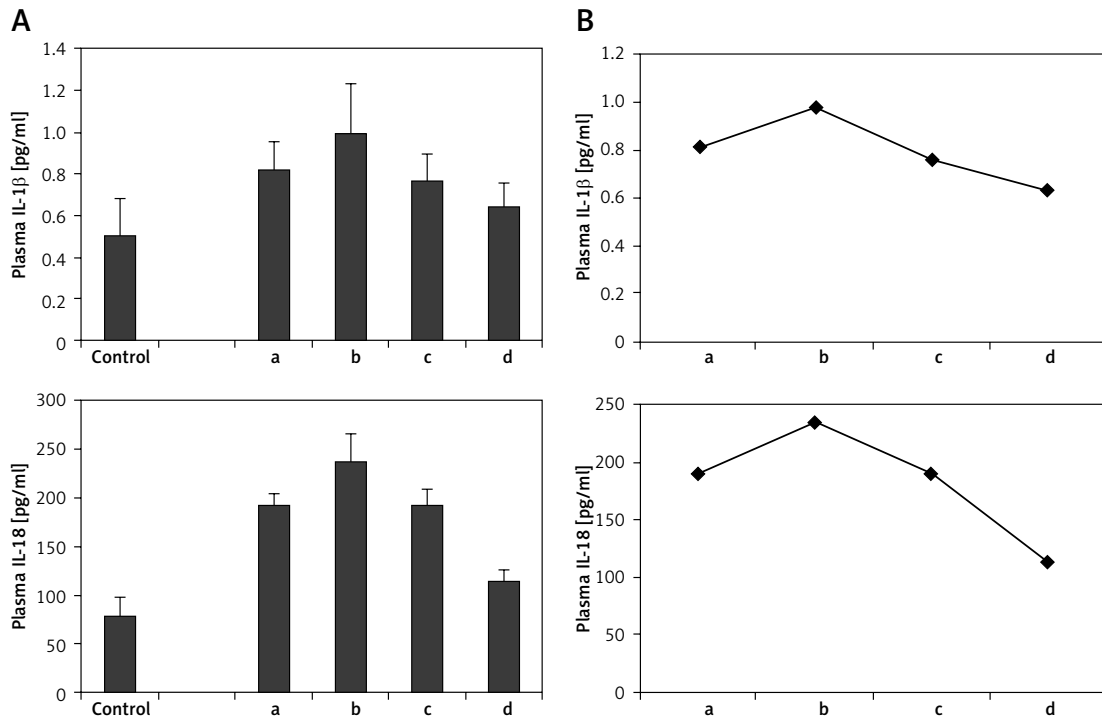 A
Plasma IL-1β [pg/ml]
1.4
1.2
1.0
0.8
0.6
0.4
0.2
0
Control a b c d
B
Plasma IL-1β [pg/ml]
1.2
1.0
0.8
0.6
0.4
0.2
0
a b c d
Plasma IL-18 [pg/ml]
300
250
200
150
100
50
0
Control a b c d
Plasma IL-18 [pg/ml]
250
200
150
100
50
0
a b c d